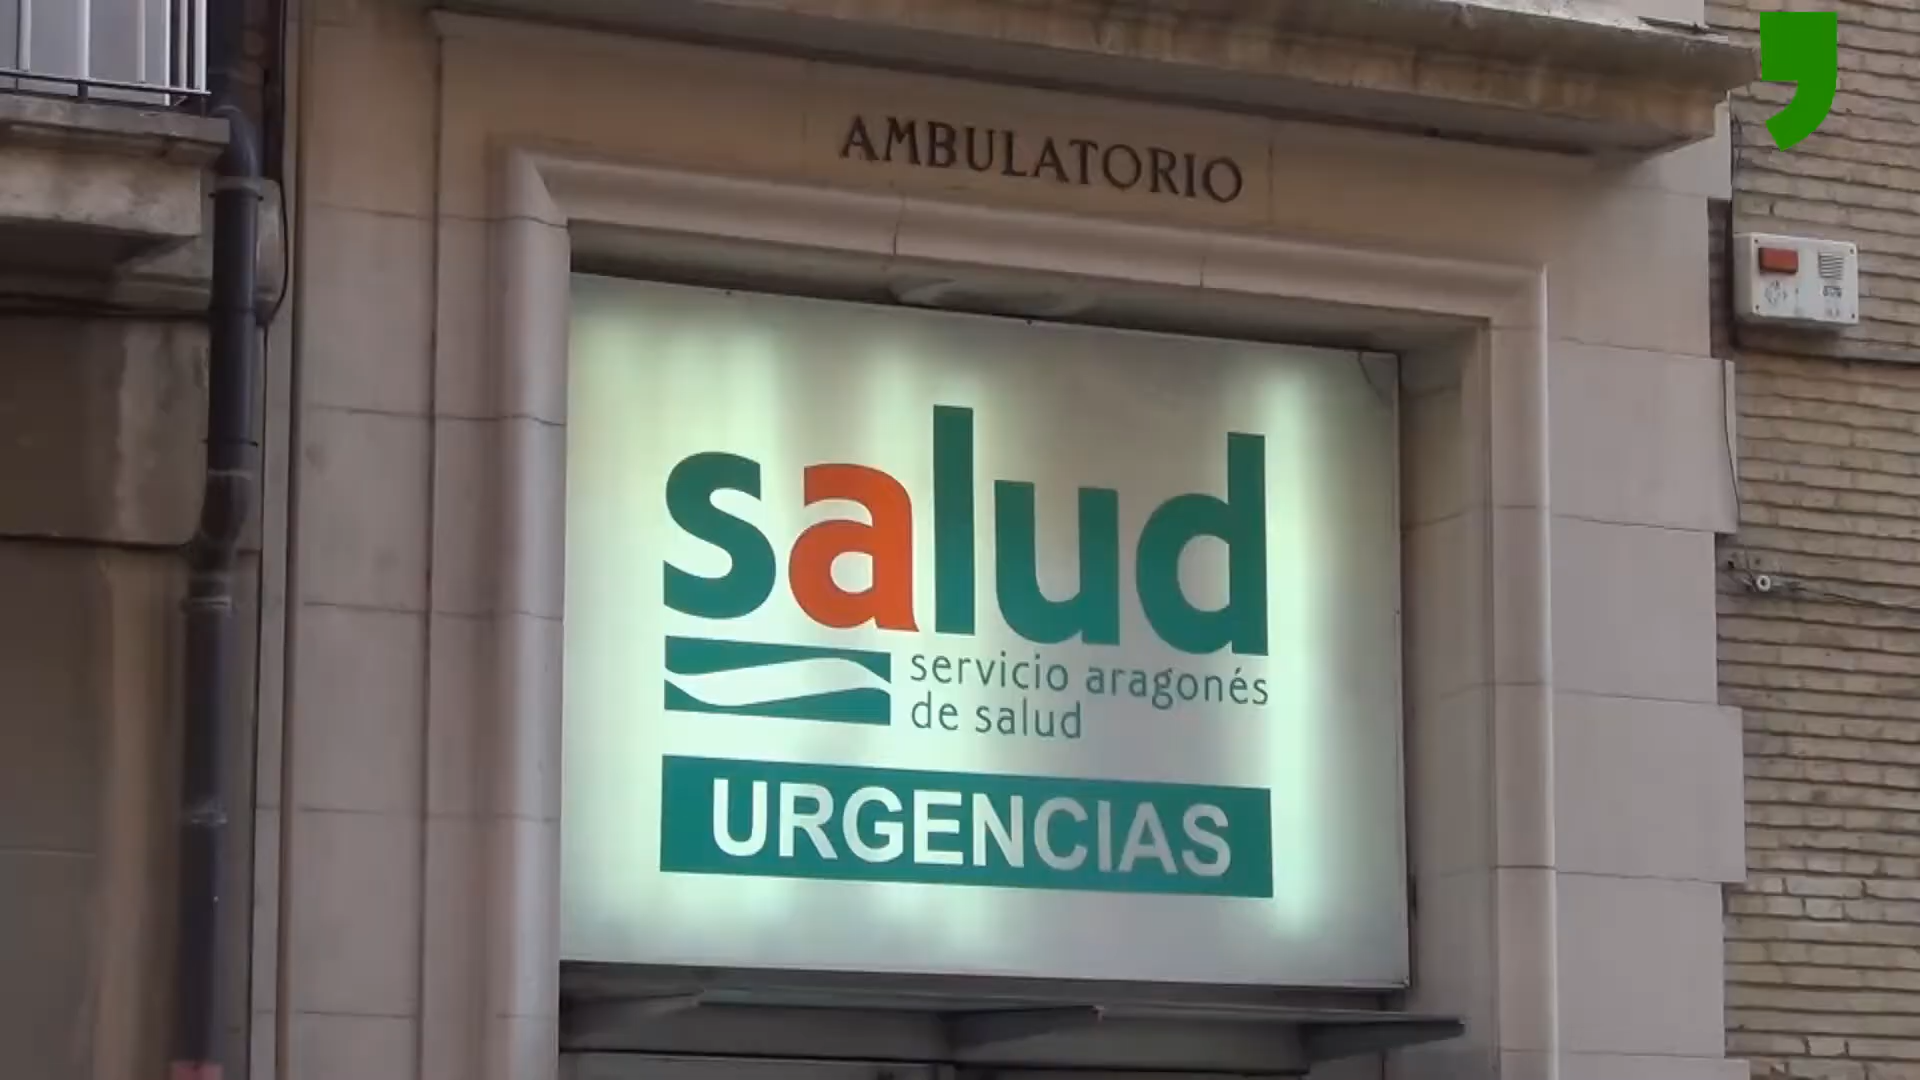 AMBULATORIO
salud
servicio aragonés
de salud
URGENCIAS